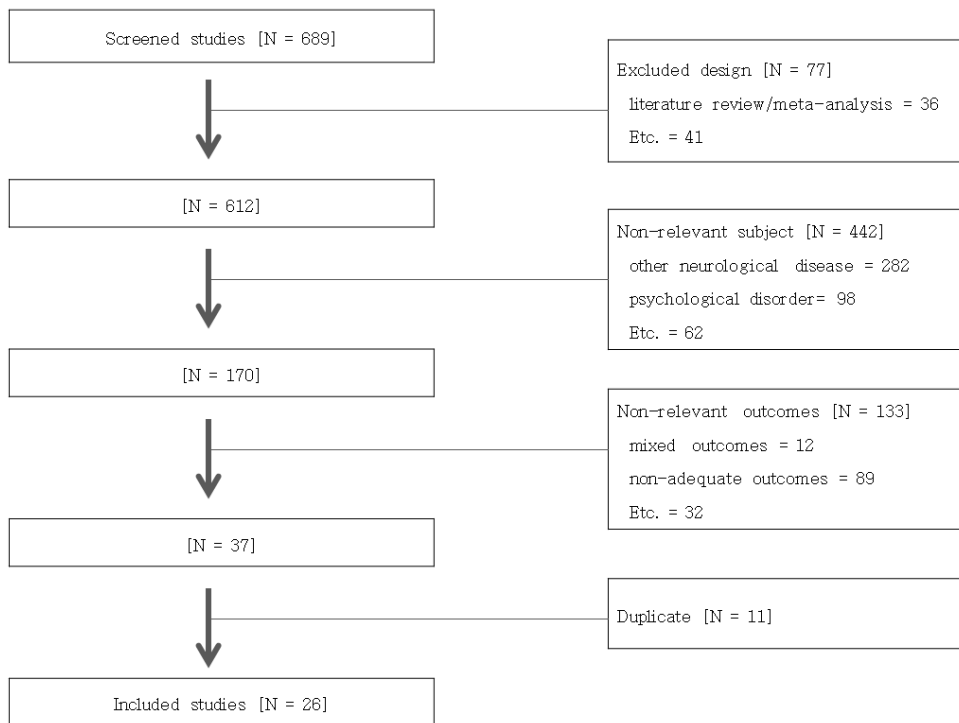 Screened studies [N = 689]
Excluded design [N = 77]
literature review/meta-analysis = 36
Etc. = 41
[N = 612]
Non-relevant subject [N = 442]
other neurological disease = 282
psychological disorder= 98
Etc. = 62
[N = 170]
Non-relevant outcomes [N = 133]
mixed outcomes = 12
non-adequate outcomes = 89
Etc. = 32
[N = 37]
Duplicate [N = 11]
Included studies [N = 26]